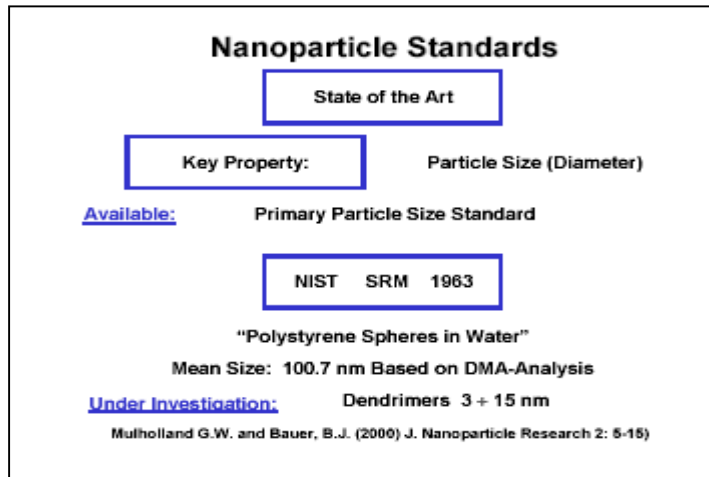 Nanoparticle Standards
State of the Art
Key Property: Particle Size (Diameter)
Available: Primary Particle Size Standard
NIST SRM 1963
“Polystyrene Spheres in Water”
Mean Size: 100.7 nm Based on DMA-Analysis
Under Investigation: Dendrimers 3 ÷ 15 nm
Mulholland G.W. and Bauer, B.J. (2000) J. Nanoparticle Research 2: 5-15)